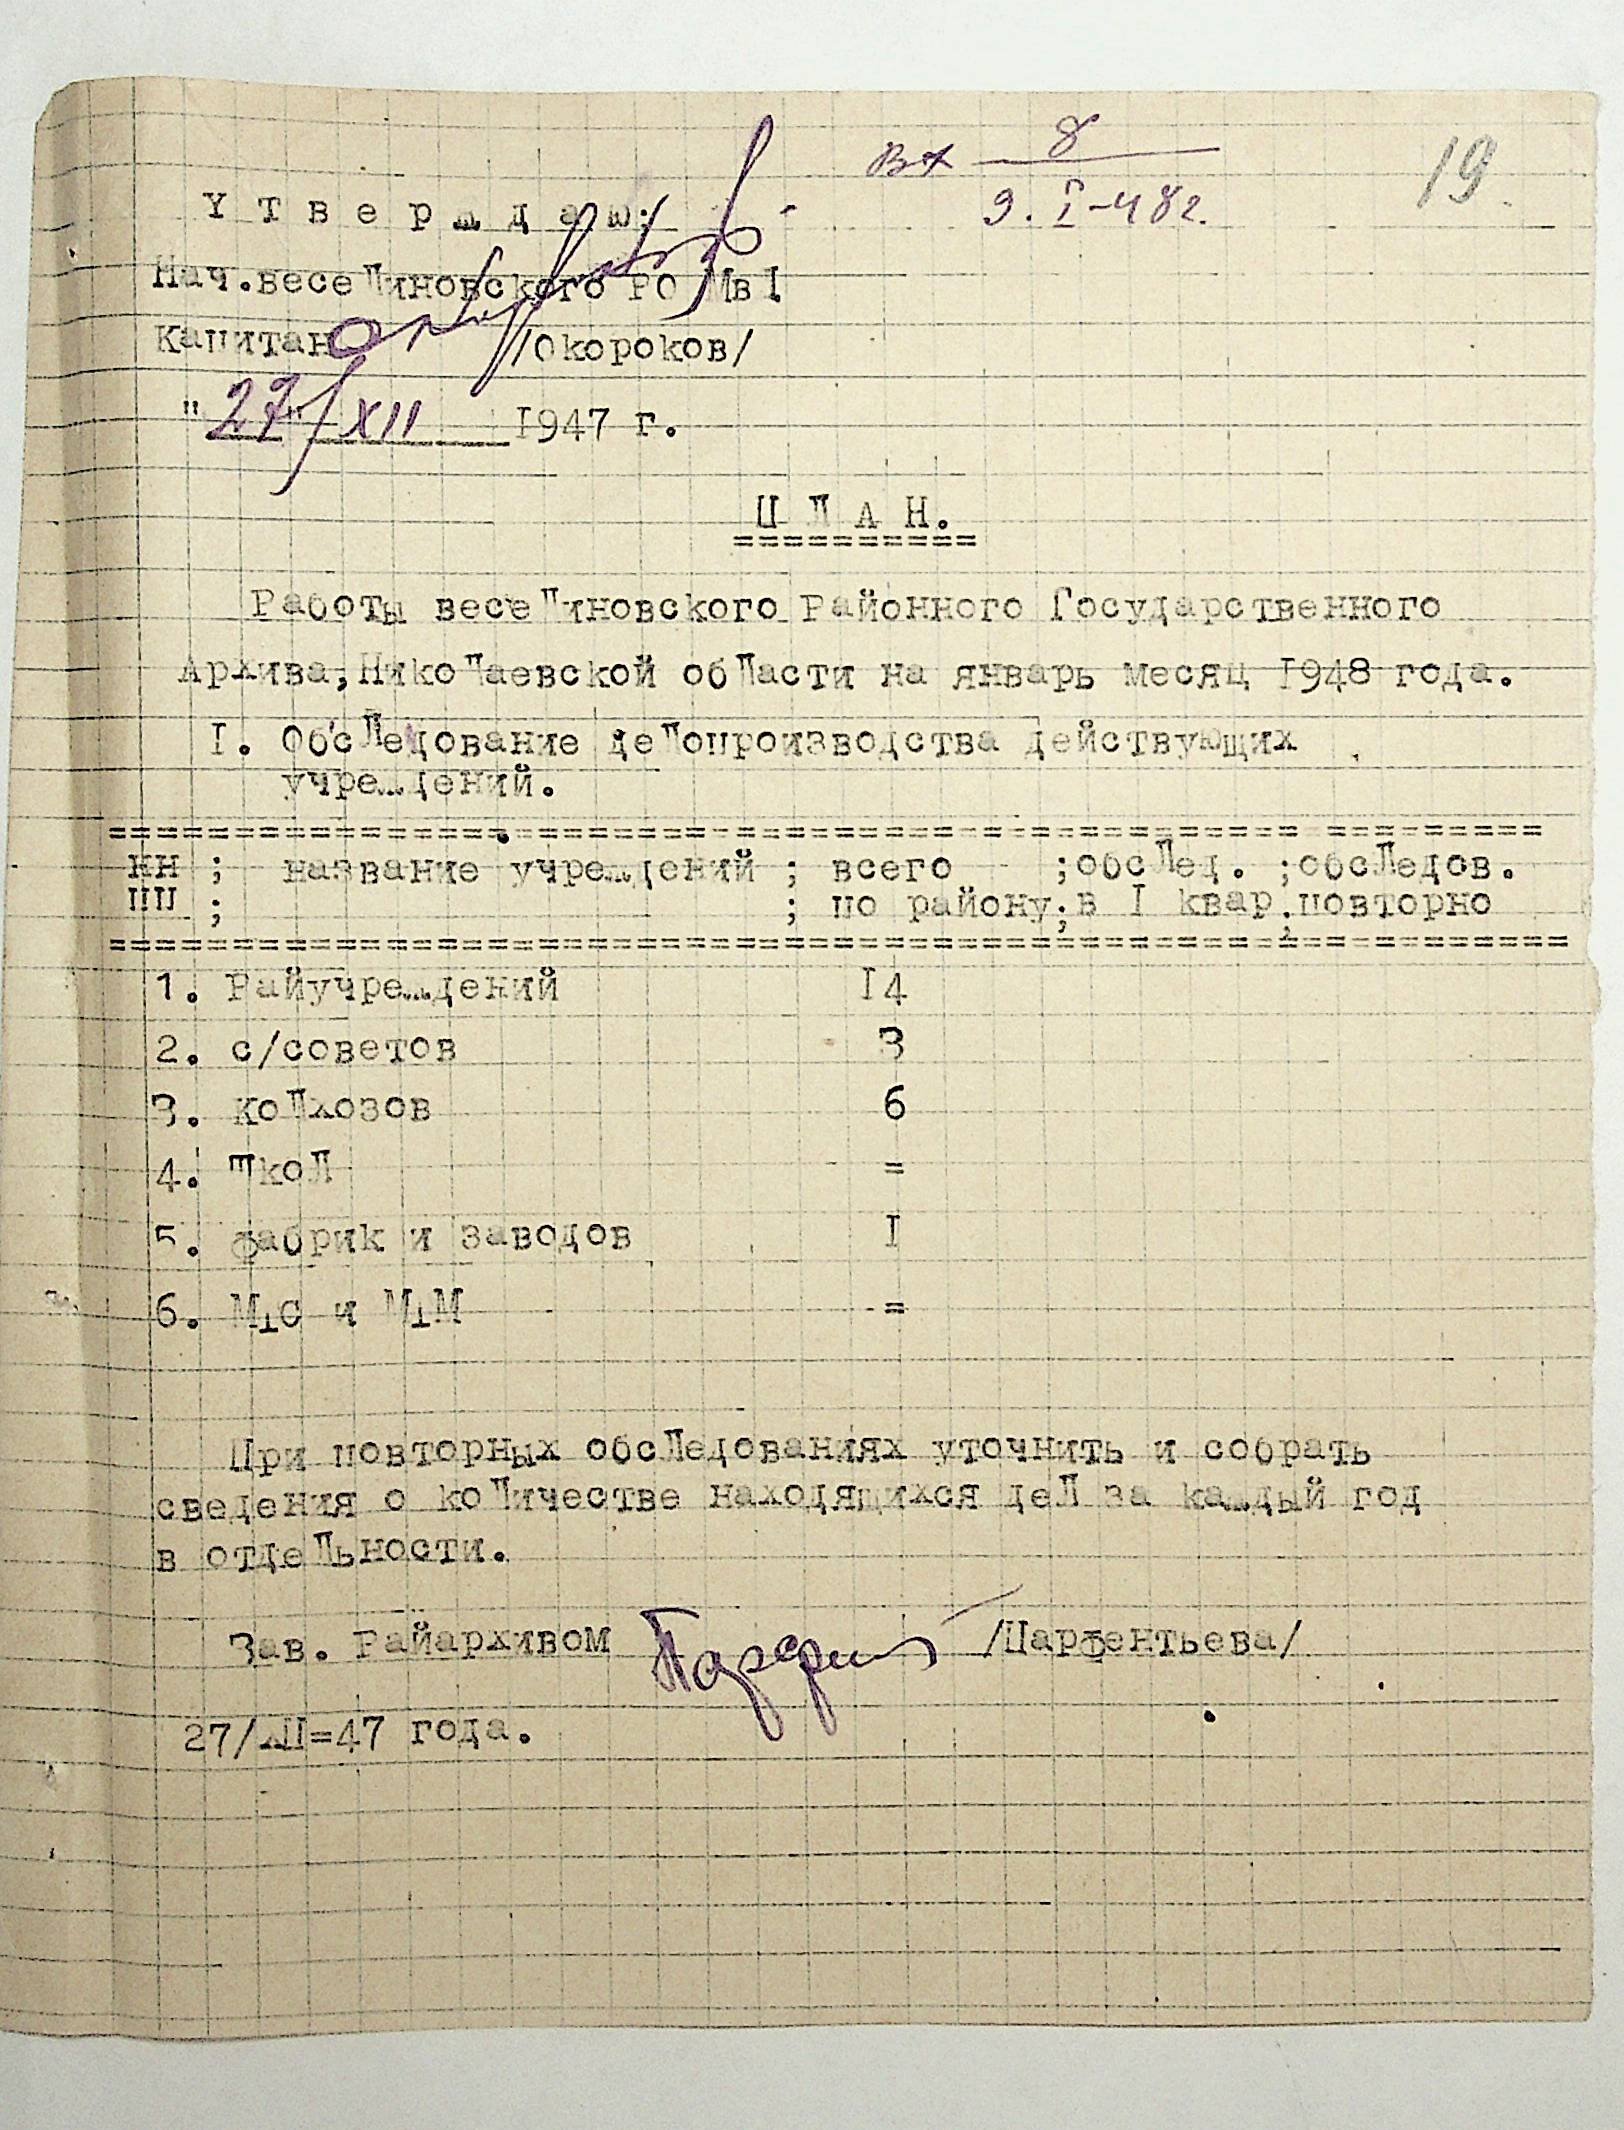 Вх 8
9. I-48г.
19
У т в е р ж д а ю:
Нач.веселиновского РО МВД
Капитан /Окороков/
"27" XII 1947 г.
П Л А Н.
==========
Работы веселиновского Районного Государственного
Архива, Николаевской области на январь месяц 1948 года.
I. Обследование делопроизводства действующих
учреждений.
нн ; название учреждений ; всего ;обслед. ;обследов.
пп ; ; по району;в I квар;повторно
1. Райучреждений I4
2. с/советов 3
3. колхозов 6
4. школ =
5. фабрик и заводов I
6. МТС и МТМ =
При повторных обследованиях уточнить и собрать
сведения о количестве находящихся дел за каждый год
в отдельности.
Зав. Райархивом /Парфентьева/
27/XII=47 года.